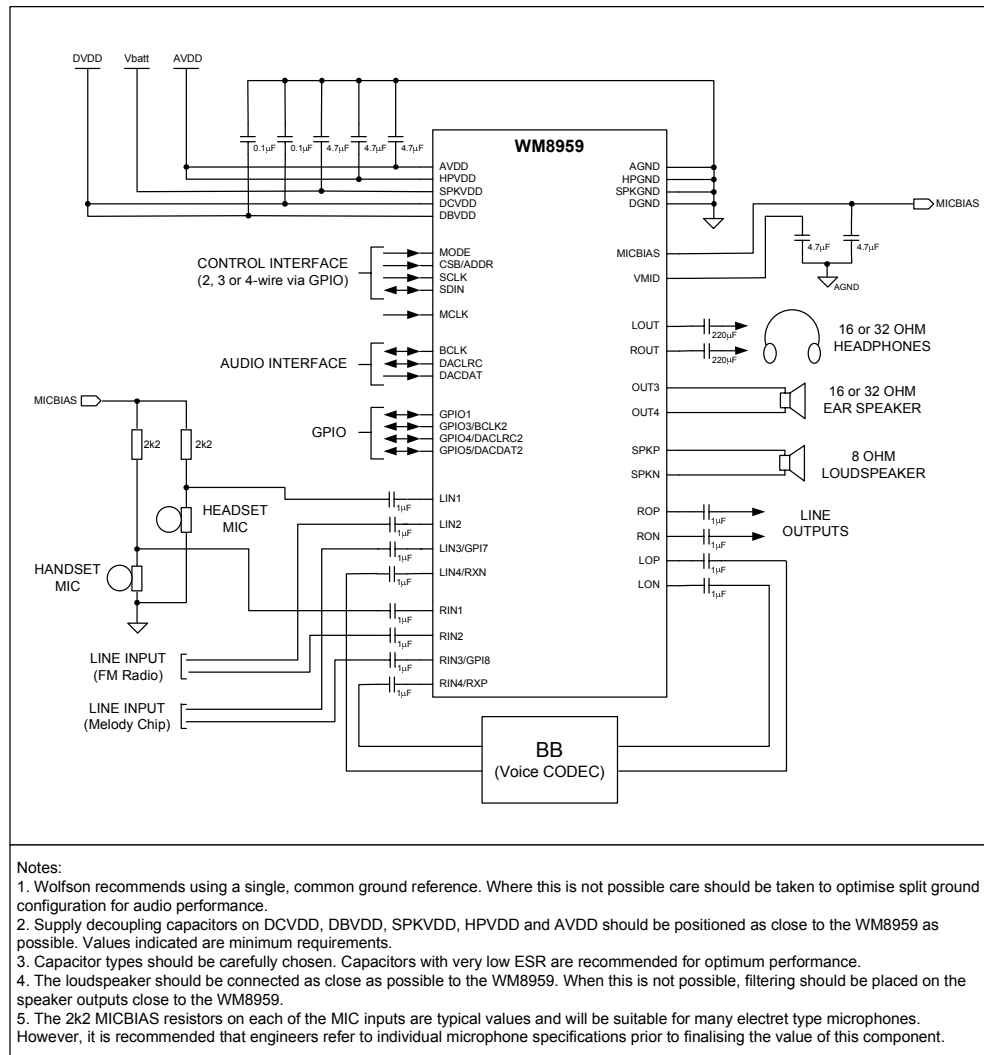 DVDD Vbatt AVDD
0.1µF 0.1µF 4.7µF 4.7µF 4.7µF
WM8959
AVDD
HPVDD
SPKVDD
DCVDD
DBVDD
AGND
HPGND
SPKGND
DGND
MICBIAS
MICBIAS
VMID
4.7µF 4.7µF
AGND
CONTROL INTERFACE
(2, 3 or 4-wire via GPIO)
MODE
CSB/ADDR
SCLK
SDIN
MCLK
AUDIO INTERFACE
BCLK
DACLRC
DACDAT
GPIO
GPIO1
GPIO3/BCLK2
GPIO4/DACLRC2
GPIO5/DACDAT2
LOUT
220µF
ROUT
220µF
16 or 32 OHM
HEADPHONES
OUT3
OUT4
16 or 32 OHM
EAR SPEAKER
SPKP
SPKN
8 OHM
LOUDSPEAKER
ROP
1µF
RON
1µF
LINE
OUTPUTS
LOP
1µF
LON
1µF
MICBIAS
2k2 2k2
HEADSET
MIC
HANDSET
MIC
LIN1
1µF
LIN2
1µF
LIN3/GPI7
1µF
LIN4/RXN
1µF
RIN1
1µF
RIN2
1µF
RIN3/GPI8
1µF
RIN4/RXP
1µF
LINE INPUT
(FM Radio)
LINE INPUT
(Melody Chip)
BB
(Voice CODEC)
Notes:
1. Wolfson recommends using a single, common ground reference. Where this is not possible care should be taken to optimise split ground
configuration for audio performance.
2. Supply decoupling capacitors on DCVDD, DBVDD, SPKVDD, HPVDD and AVDD should be positioned as close to the WM8959 as
possible. Values indicated are minimum requirements.
3. Capacitor types should be carefully chosen. Capacitors with very low ESR are recommended for optimum performance.
4. The loudspeaker should be connected as close as possible to the WM8959. When this is not possible, filtering should be placed on the
speaker outputs close to the WM8959.
5. The 2k2 MICBIAS resistors on each of the MIC inputs are typical values and will be suitable for many electret type microphones.
However, it is recommended that engineers refer to individual microphone specifications prior to finalising the value of this component.